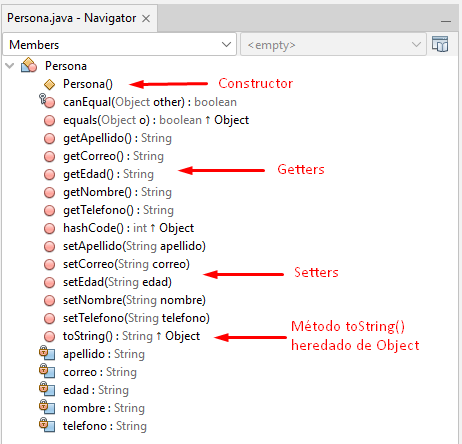 Persona.java - Navigator ×
Members <empty>
Persona
Persona() Constructor
canEqual(Object other) : boolean
equals(Object o) : boolean ↑ Object
getApellido() : String
getCorreo() : String
getEdad() : String Getters
getNombre() : String
getTelefono() : String
hashCode() : int ↑ Object
setApellido(String apellido)
setCorreo(String correo) Setters
setEdad(String edad)
setNombre(String nombre)
setTelefono(String telefono)
toString() : String ↑ Object
Método toString()
heredado de Object
apellido : String
correo : String
edad : String
nombre : String
telefono : String